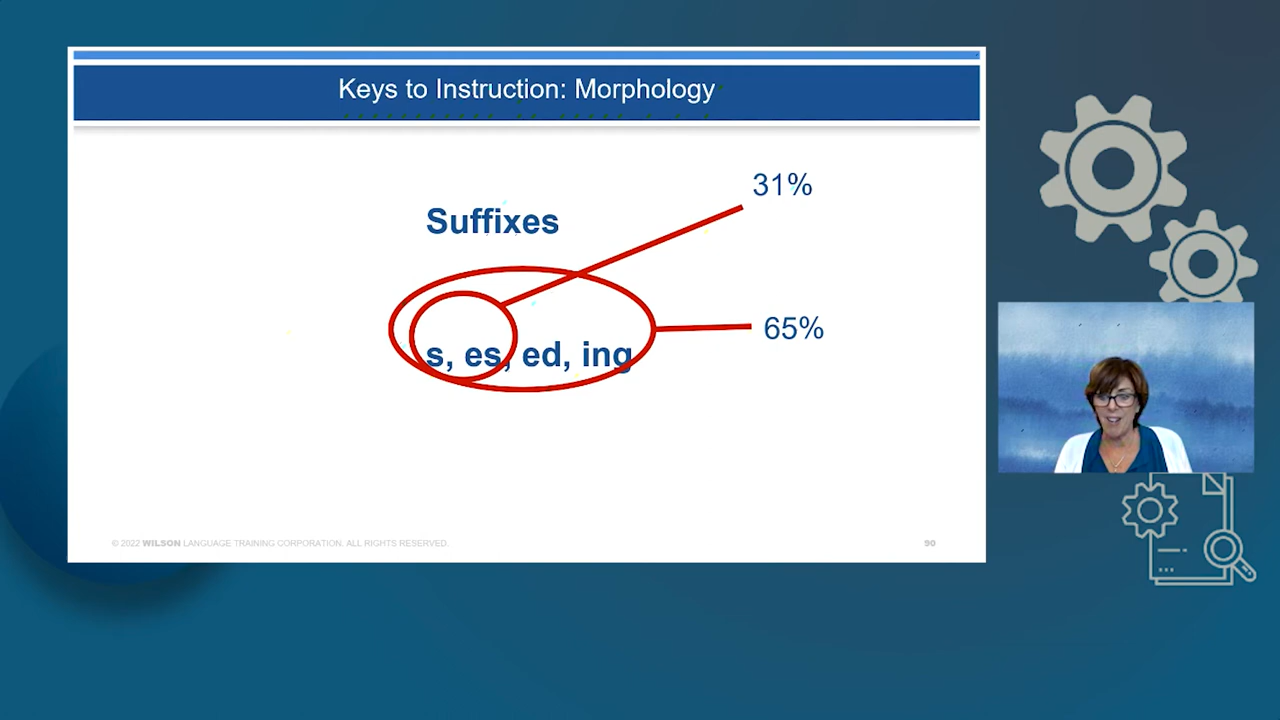 Keys to Instruction: Morphology
31%
Suffixes
65%
s, es, ed, ing
© 2022 WILSON LANGUAGE TRAINING CORPORATION. ALL RIGHTS RESERVED.
90